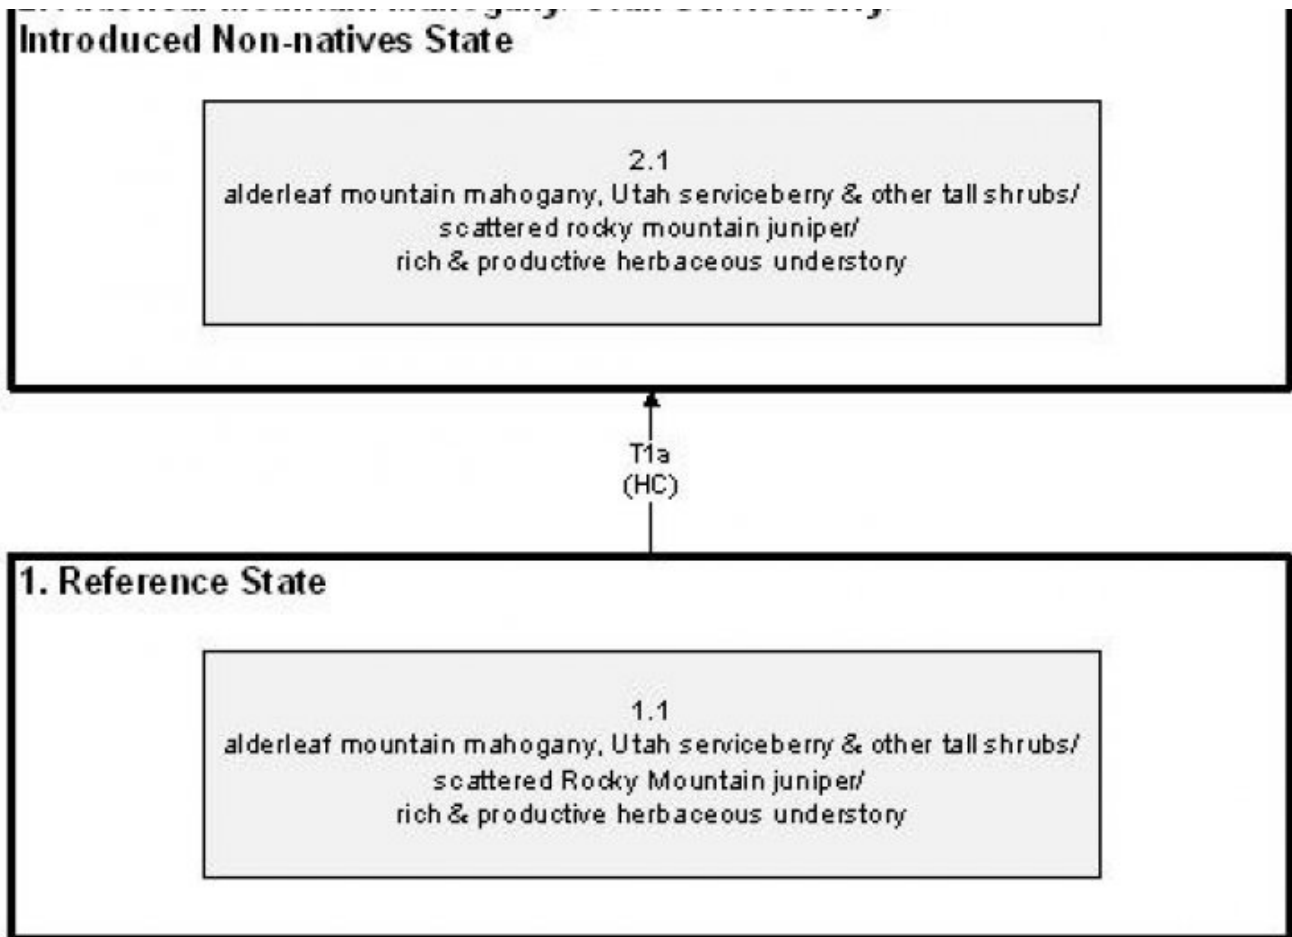 Introduced Non-natives State
2.1
alderleaf mountain mahogany, Utah serviceberry & other tall shrubs/
scattered rocky mountain juniper/
rich & productive herbaceous understory
T1a
(HC)
1. Reference State
1.1
alderleaf mountain mahogany, Utah serviceberry & other tall shrubs/
scattered Rocky Mountain juniper/
rich & productive herbaceous understory